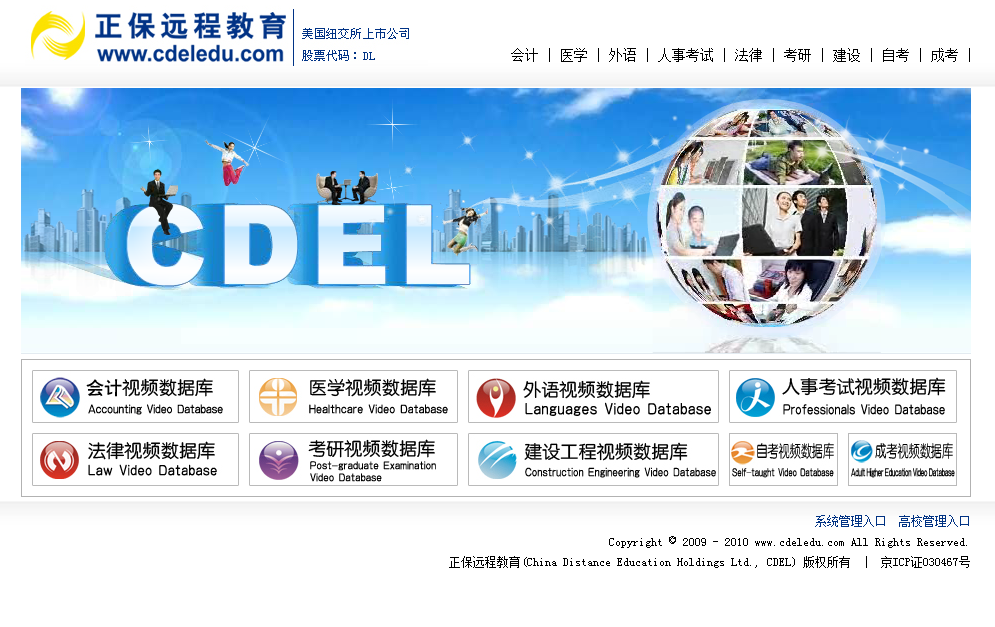 正保远程教育
www.cdeledu.com
美国纽交所上市公司
股票代码：DL
会计 | 医学 | 外语 | 人事考试 | 法律 | 考研 | 建设 | 自考 | 成考 |
CDEL
会计视频数据库
Accounting Video Database
医学视频数据库
Healthcare Video Database
外语视频数据库
Languages Video Database
人事考试视频数据库
Professionals Video Database
法律视频数据库
Law Video Database
考研视频数据库
Post-graduate Examination
Video Database
建设工程视频数据库
Construction Engineering Video Database
自考视频数据库
Self-taught Video Database
成考视频数据库
Adult Higher Education Video Database
系统管理入口 高校管理入口
Copyright © 2009 - 2010 www.cdeledu.com All Rights Reserved.
正保远程教育(China Distance Education Holdings Ltd., CDEL) 版权所有 | 京ICP证030467号